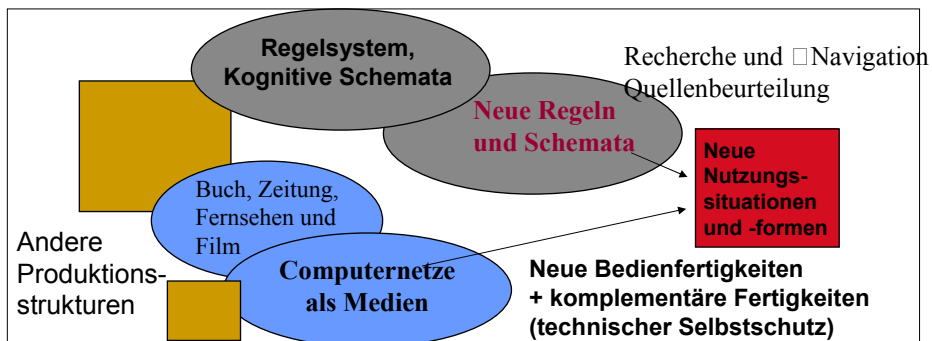 Regelsystem,
Kognitive Schemata
Recherche und □Navigation
Quellenbeurteilung
Neue Regeln
und Schemata
Neue
Nutzungs-
situationen
und -formen
Buch, Zeitung,
Fernsehen und
Film
Andere
Produktions-
strukturen
Computernetze
als Medien
Neue Bedienfertigkeiten
+ komplementäre Fertigkeiten
(technischer Selbstschutz)